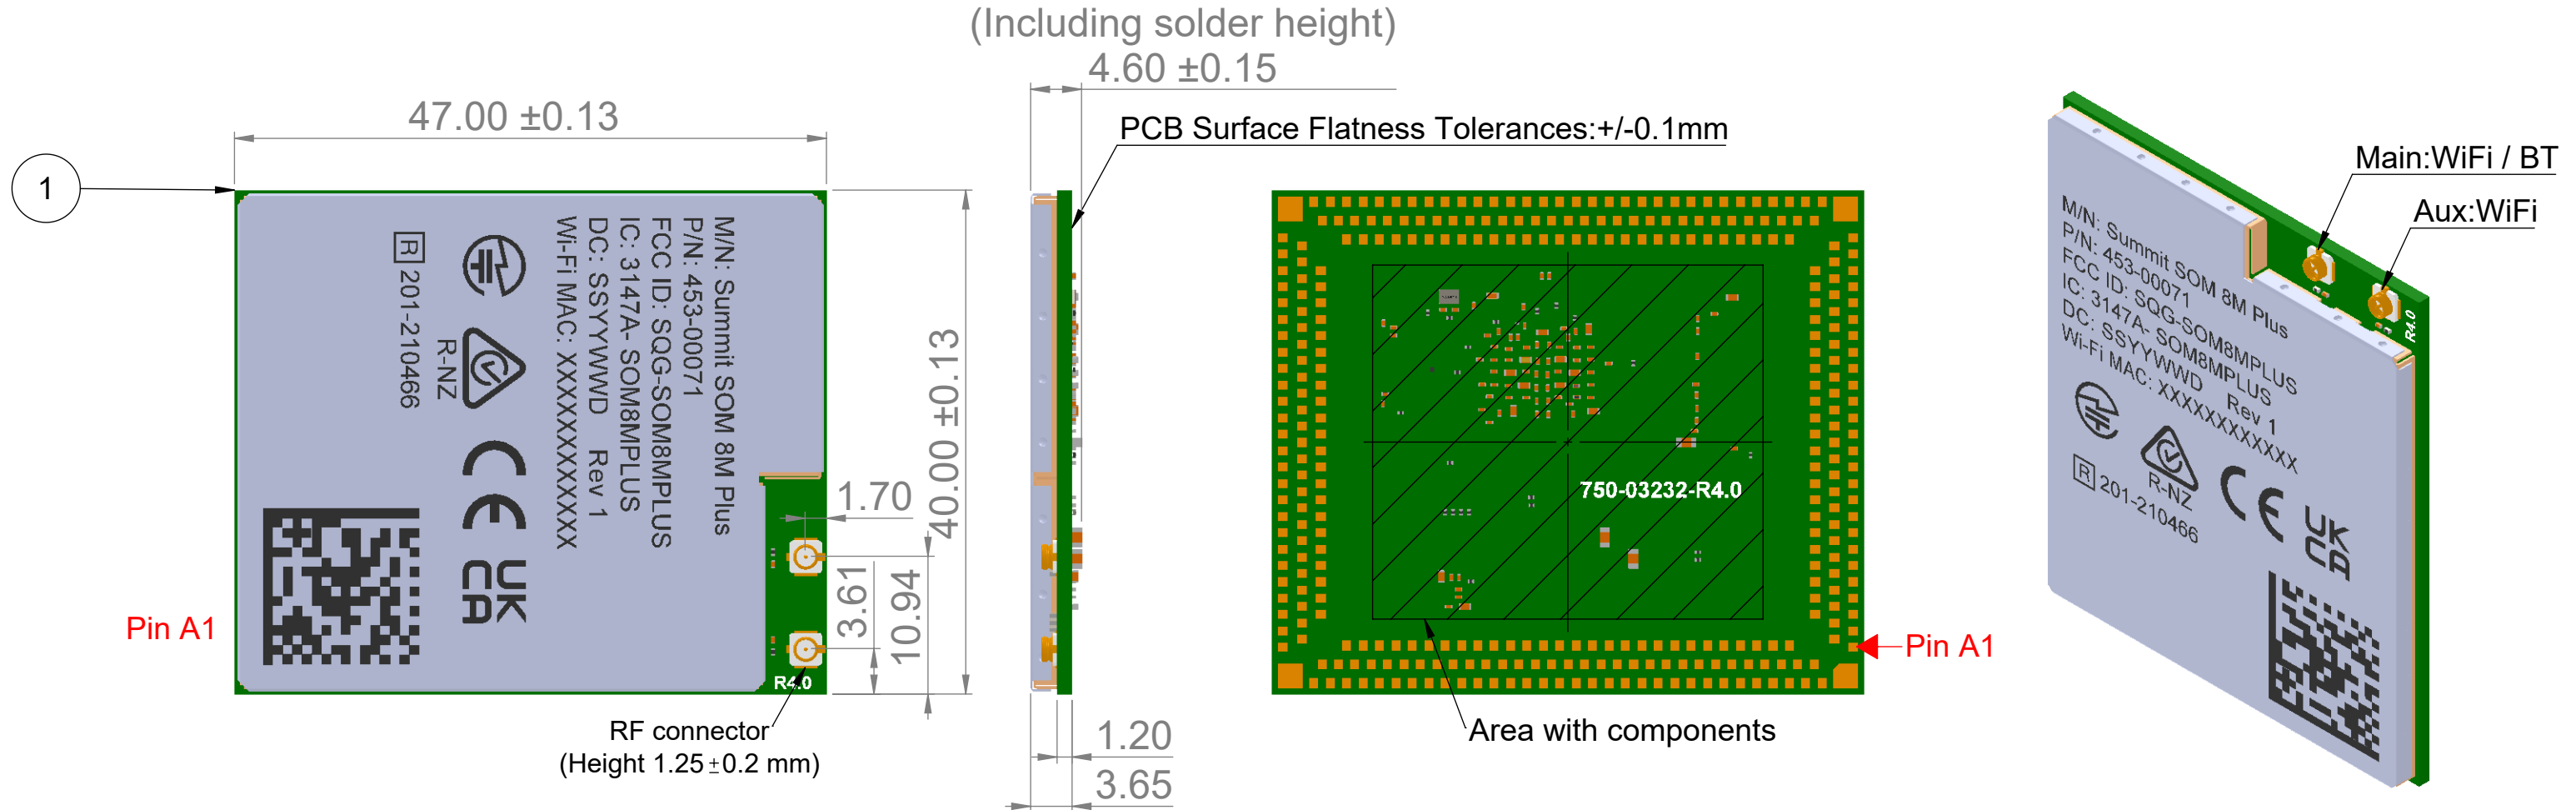 (Including solder height)
4.60 ±0.15
47.00 ±0.13
PCB Surface Flatness Tolerances:+/-0.1mm
1
M/N: Summit SOM 8M Plus
P/N: 453-00071
FCC ID: SQG-SOM8MPLUS
IC: 3147A- SOM8MPLUS
DC: SSYYWWD Rev 1
Wi-Fi MAC: XXXXXXXXXXXX
R-NZ
R 201-210466
CE
UK
CA
Pin A1
R4.0
1.70
3.61
10.94
40.00 ±0.13
RF connector
(Height 1.25±0.2 mm)
1.20
3.65
750-03232-R4.0
Pin A1
Area with components
Main:WiFi / BT
Aux:WiFi
R4.0
M/N: Summit SOM 8M Plus
P/N: 453-00071
FCC ID: SQG-SOM8MPLUS
IC: 3147A- SOM8MPLUS
DC: SSYYWWD Rev 1
Wi-Fi MAC: XXXXXXXXXXXX
R-NZ
R 201-210466
CE
UK
CA